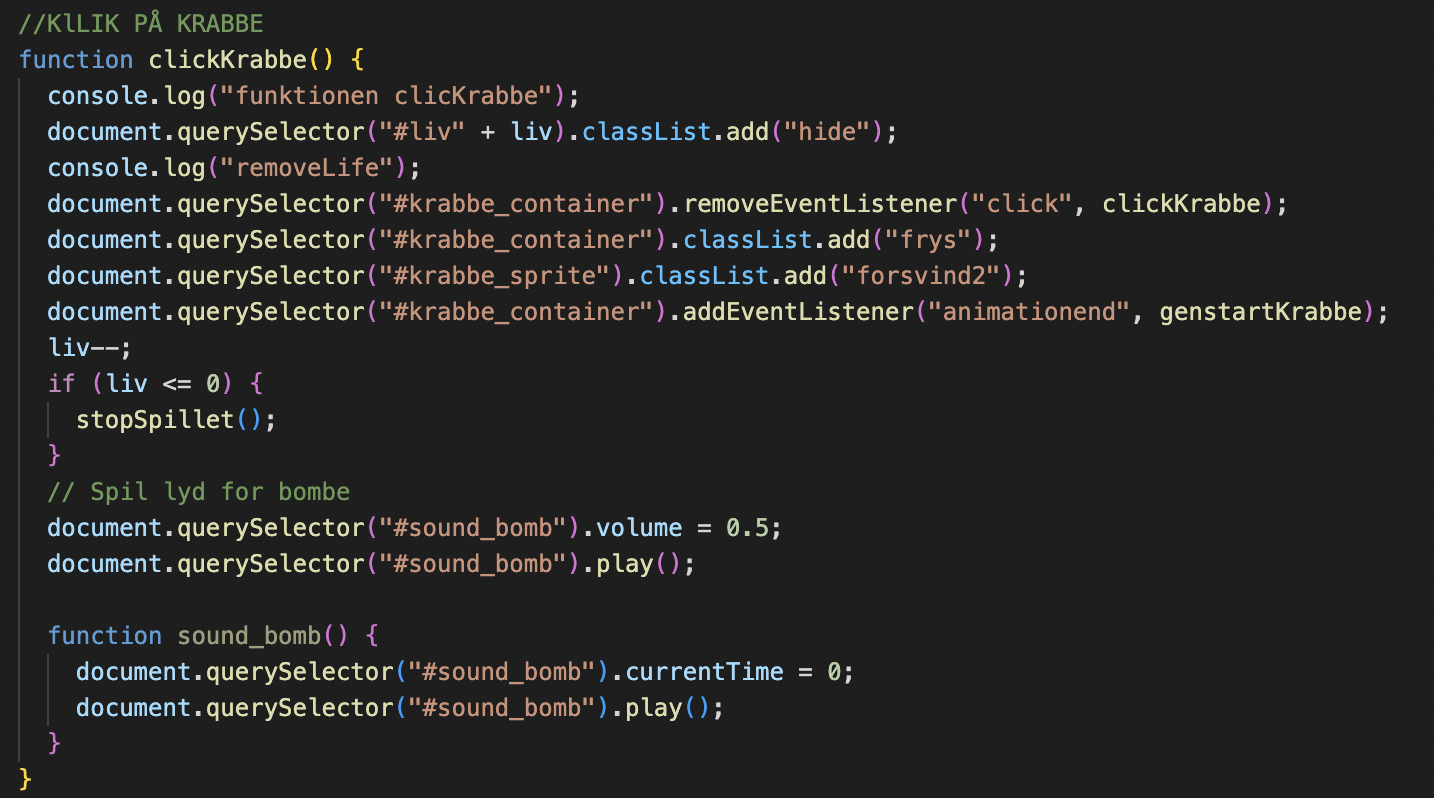 //KlLIK PÅ KRABBE
function clickKrabbe() {
console.log("funktionen clicKrabbe");
document.querySelector("#liv" + liv).classList.add("hide");
console.log("removeLife");
document.querySelector("#krabbe_container").removeEventListener("click", clickKrabbe);
document.querySelector("#krabbe_container").classList.add("frys");
document.querySelector("#krabbe_sprite").classList.add("forsvind2");
document.querySelector("#krabbe_container").addEventListener("animationend", genstartKrabbe);
liv--;
if (liv <= 0) {
stopSpillet();
}
// Spil lyd for bombe
document.querySelector("#sound_bomb").volume = 0.5;
document.querySelector("#sound_bomb").play();
function sound_bomb() {
document.querySelector("#sound_bomb").currentTime = 0;
document.querySelector("#sound_bomb").play();
}
}